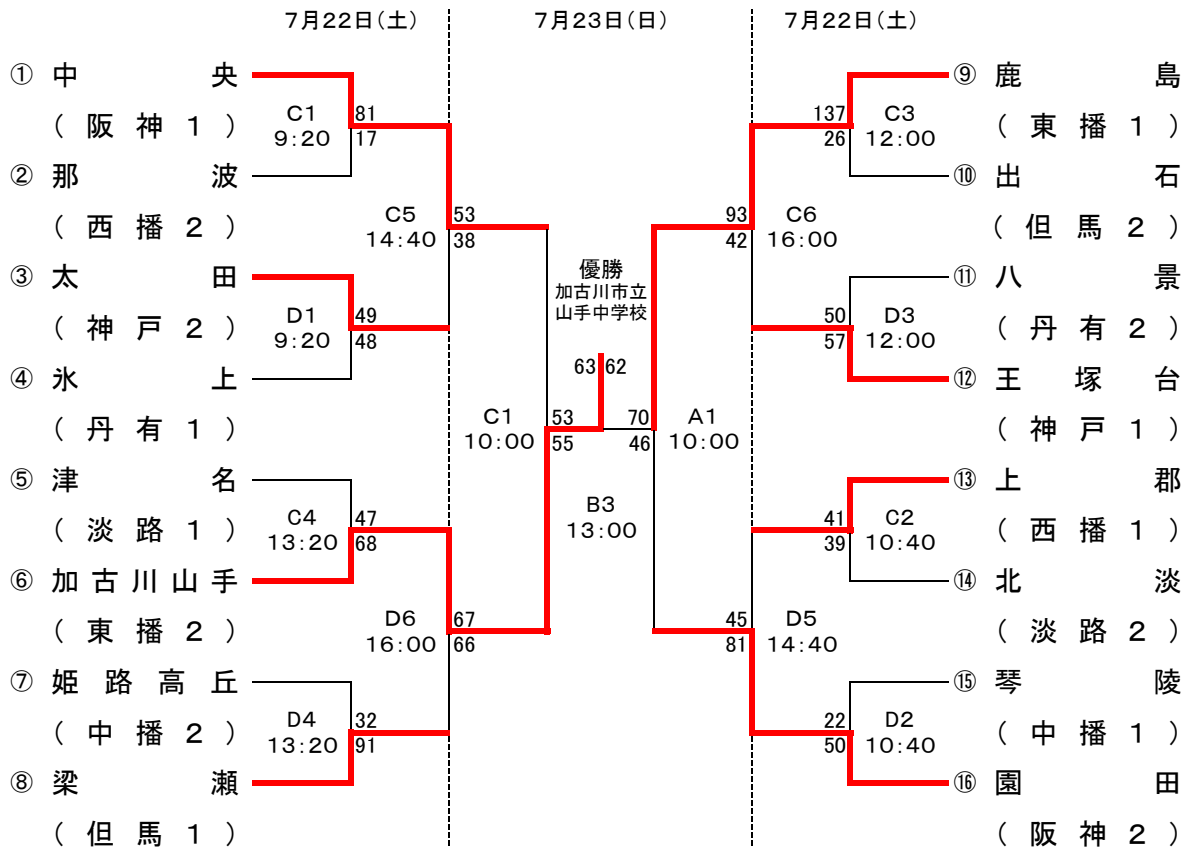 7月22日(土) 7月23日(日) 7月22日(土)
① 中央
(阪神1)
C1
9:20
81
17
② 那波
(西播2)
C5
14:40
53
38
③ 太田
(神戸2)
D1
9:20
49
48
④ 氷上
(丹有1)
C1
10:00
53
55
⑤ 津名
(淡路1)
C4
13:20
47
68
⑥ 加古川山手
(東播2)
D6
16:00
67
66
⑦ 姫路高丘
(中播2)
D4
13:20
32
91
⑧ 梁瀬
(但馬1)
優勝
加古川市立
山手中学校
63 62
B3
13:00
⑨ 鹿島
(東播1)
137
26
C3
12:00
⑩ 出石
(但馬2)
93
42
C6
16:00
⑪ 八景
(丹有2)
50
57
D3
12:00
⑫ 王塚台
(神戸1)
70
46
A1
10:00
⑬ 上郡
(西播1)
41
39
C2
10:40
⑭ 北淡
(淡路2)
45
81
D5
14:40
⑮ 琴陵
(中播1)
22
50
D2
10:40
⑯ 園田
(阪神2)